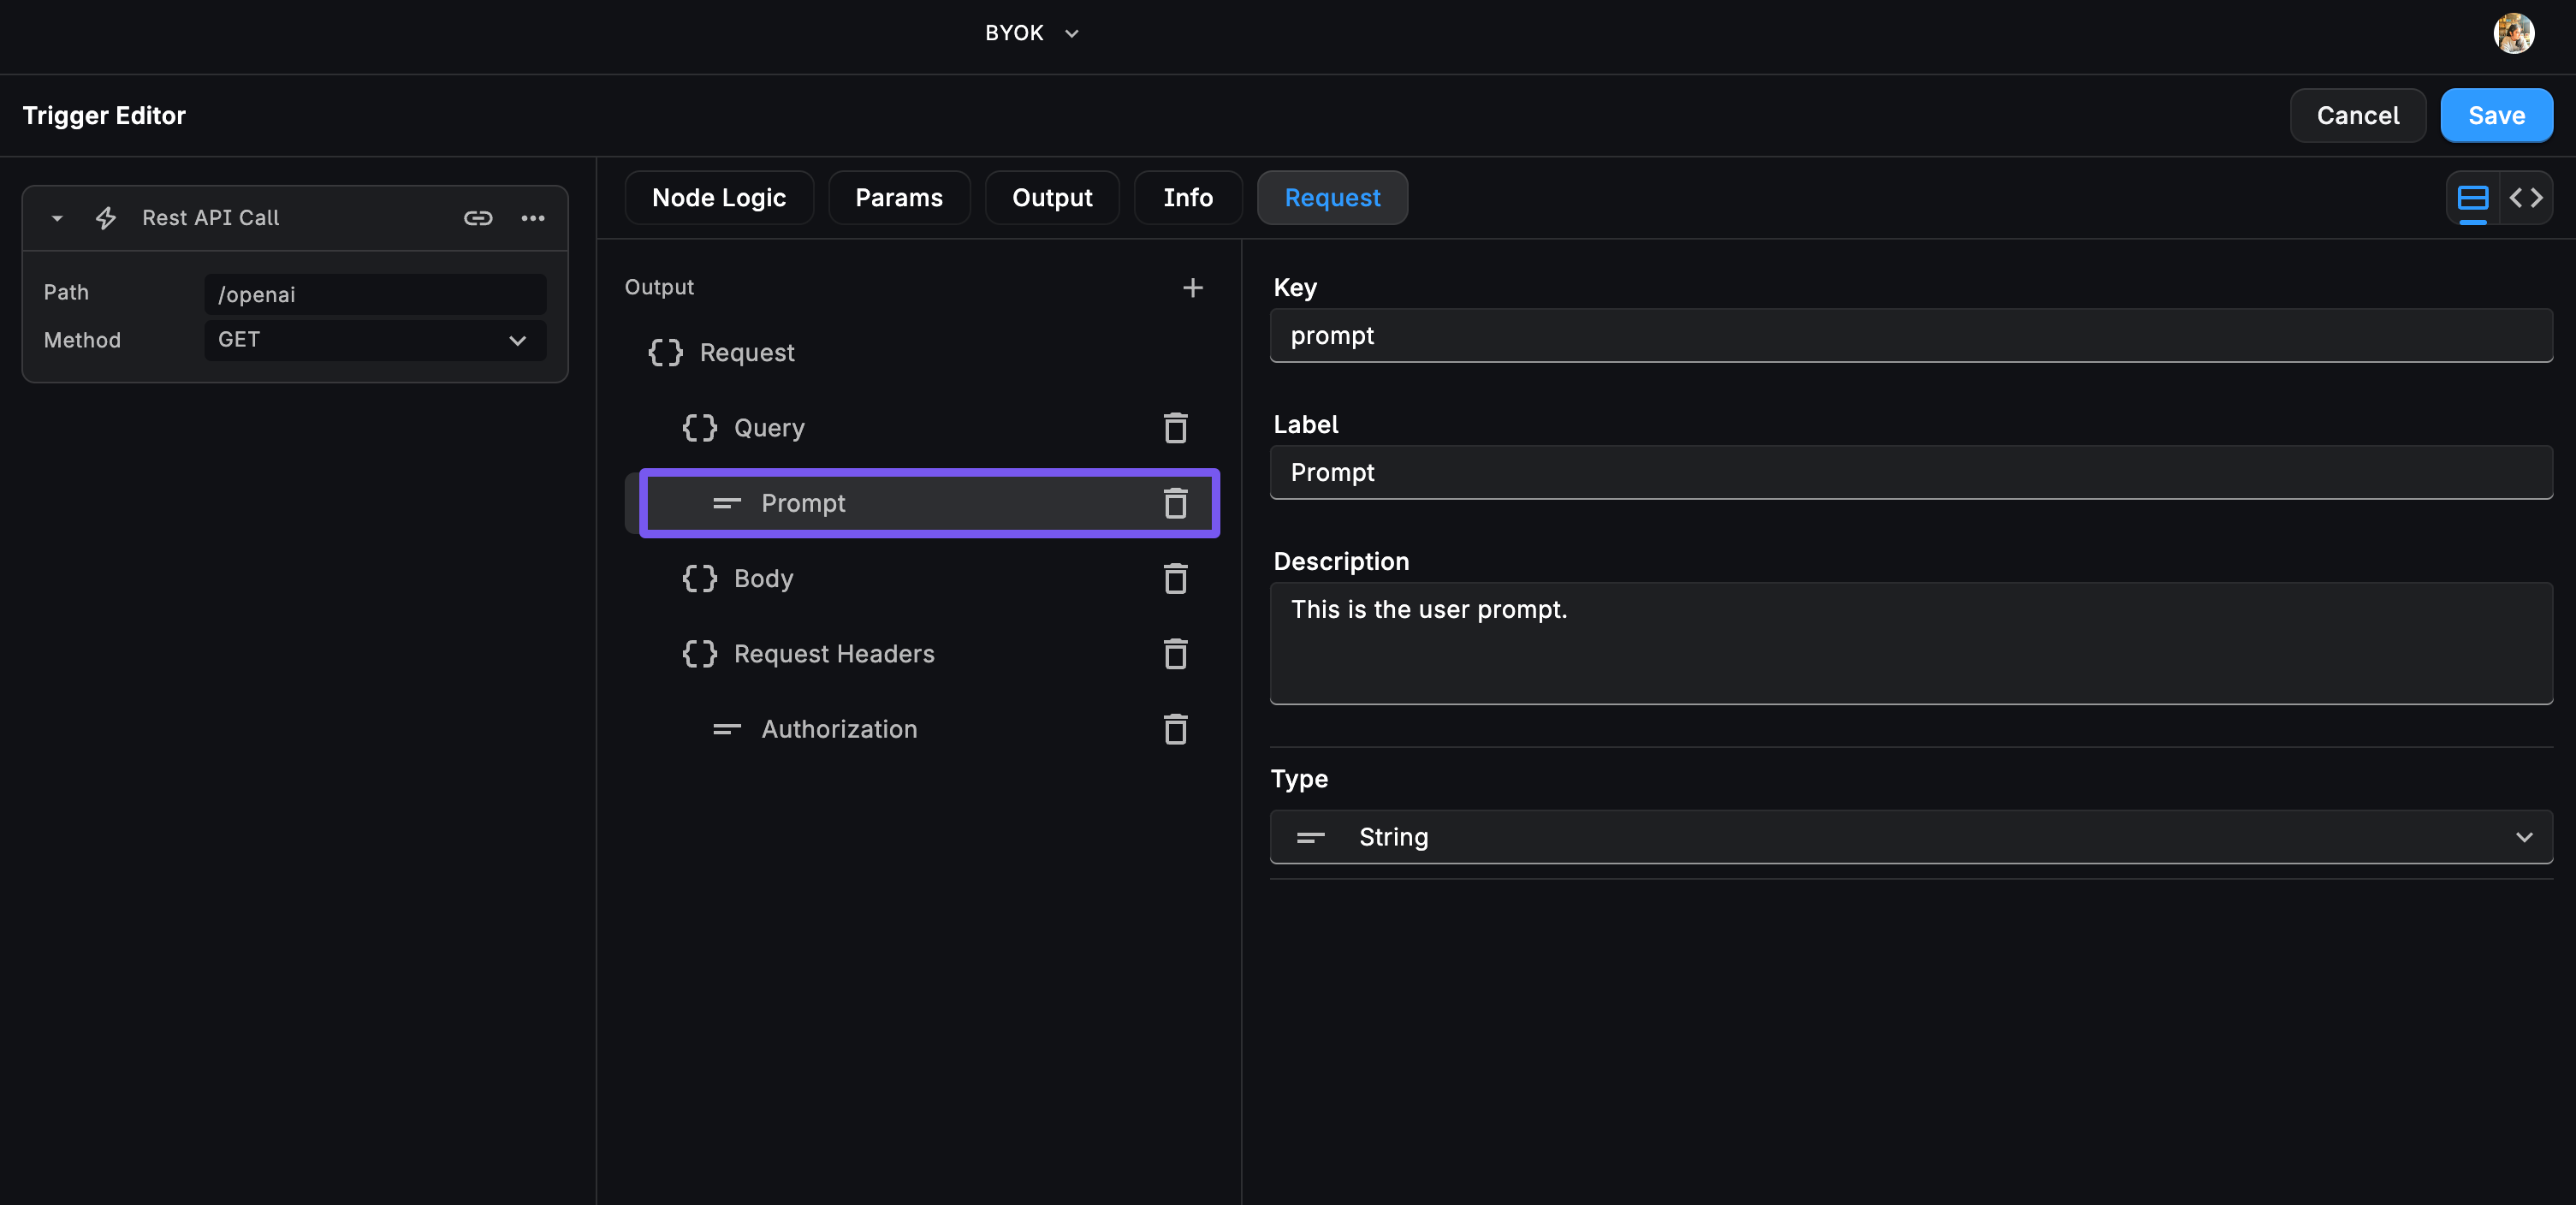 BYOK
Trigger Editor
Cancel
Save
Rest API Call
Path
/openai
Method
GET
Node Logic
Params
Output
Info
Request
Output
Request
Query
Prompt
Body
Request Headers
Authorization
Key
prompt
Label
Prompt
Description
This is the user prompt.
Type
String